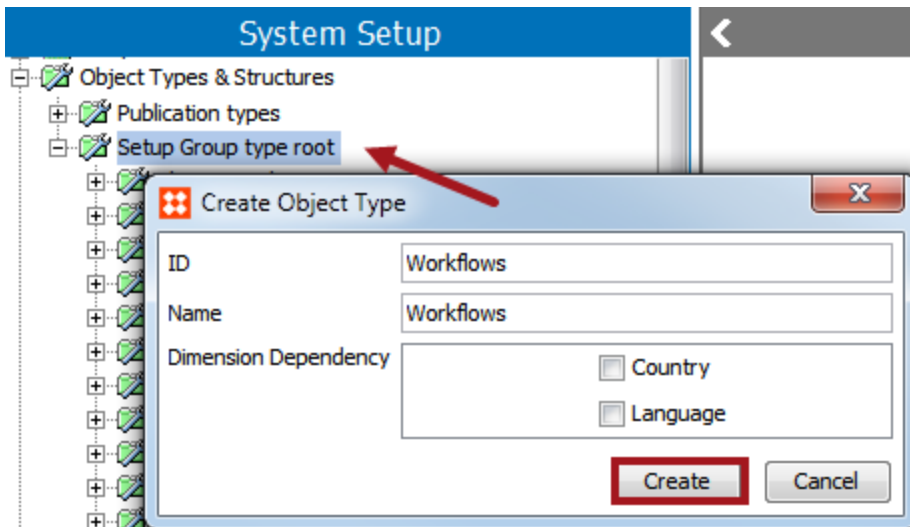 System Setup
Object Types & Structures
Publication types
Setup Group type root
Create Object Type
ID
Workflows
Name
Workflows
Dimension Dependency
Country
Language
Create
Cancel